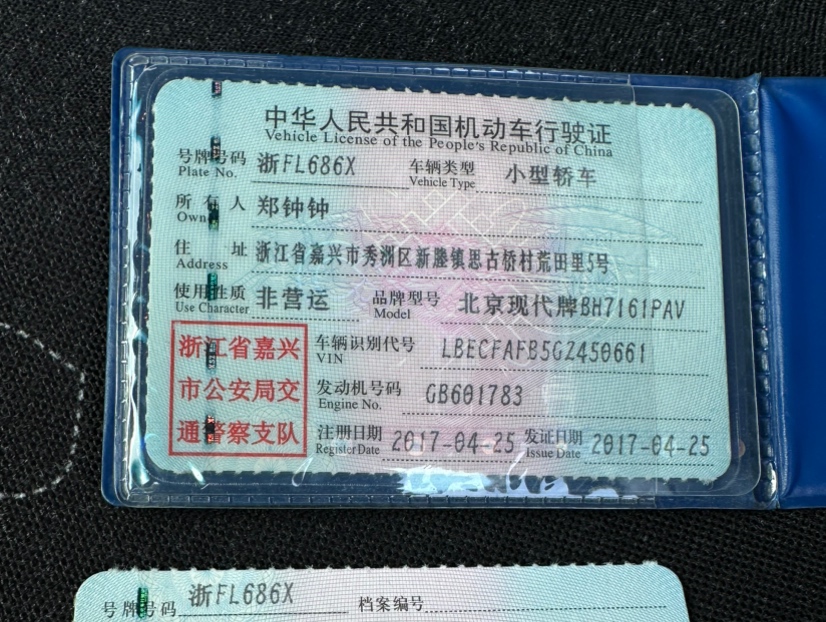 中华人民共和国机动车行驶证
Vehicle License of the People's Republic of China
号牌号码 浙FL686X 车辆类型 小型轿车
Plate No. Vehicle Type
所有人 郑钟钟
Owner
住址 浙江省嘉兴市秀洲区新塍镇思古桥村荒田里5号
Address
使用性质 非营运 品牌型号 北京现代牌BH7161PAV
Use Character Model
浙江省嘉兴 车辆识别代号 LBECFAFB5GZ450661
VIN
市公安局交 发动机号码 GB601783
Engine No.
通警察支队 注册日期 2017-04-25 发证日期 2017-04-25
Register Date Issue Date
号牌号码 浙FL686X 档案编号